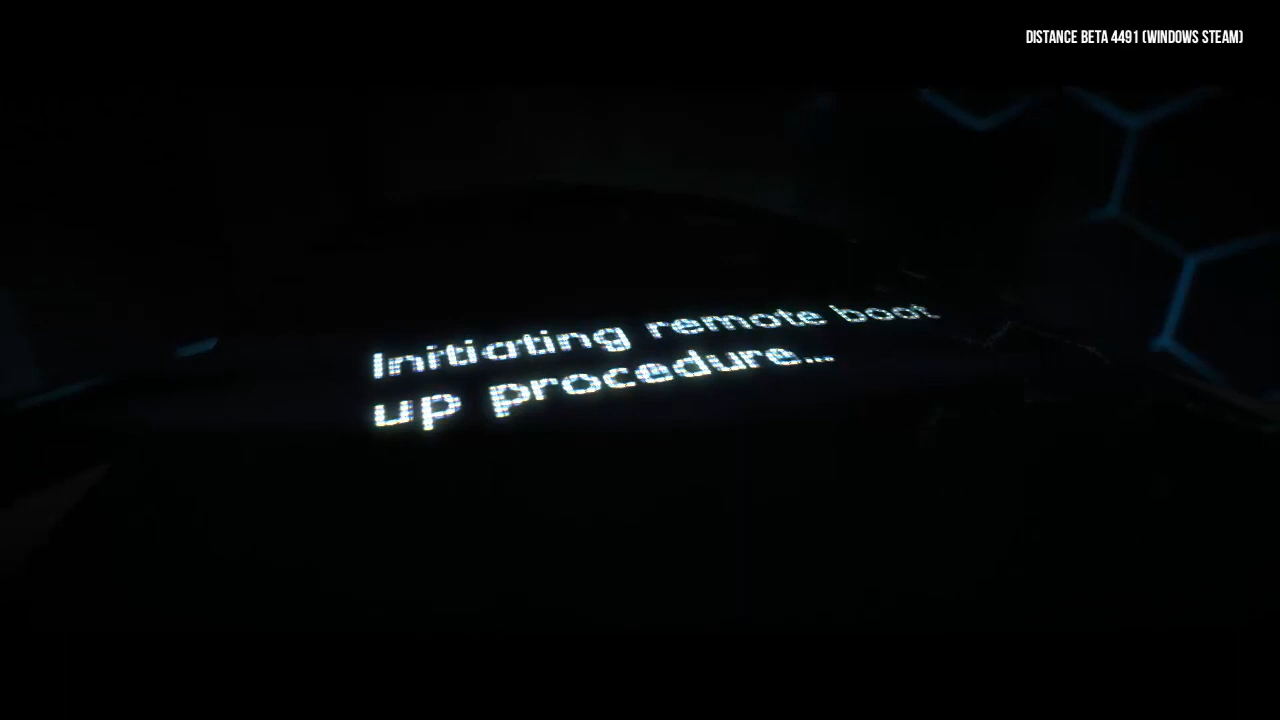 DISTANCE BETA 4491 (WINDOWS STEAM)
Initiating remote boot
up procedure...